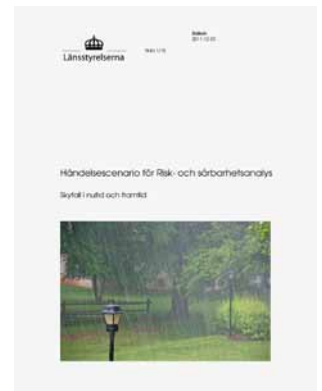 Länsstyrelserna
Händelsescenario för Risk- och sårbarhetsanalys
Skyfall i nutid och framtid